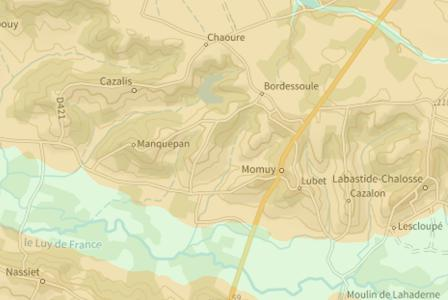 Chaoure
Cazalis
Bordessoule
D421
Manquepan
Momuy
Lubet
Labastide-Chalosse
Cazalon
Lescloupé
le Luy de France
Nassiet
Moulin de Lahaderne